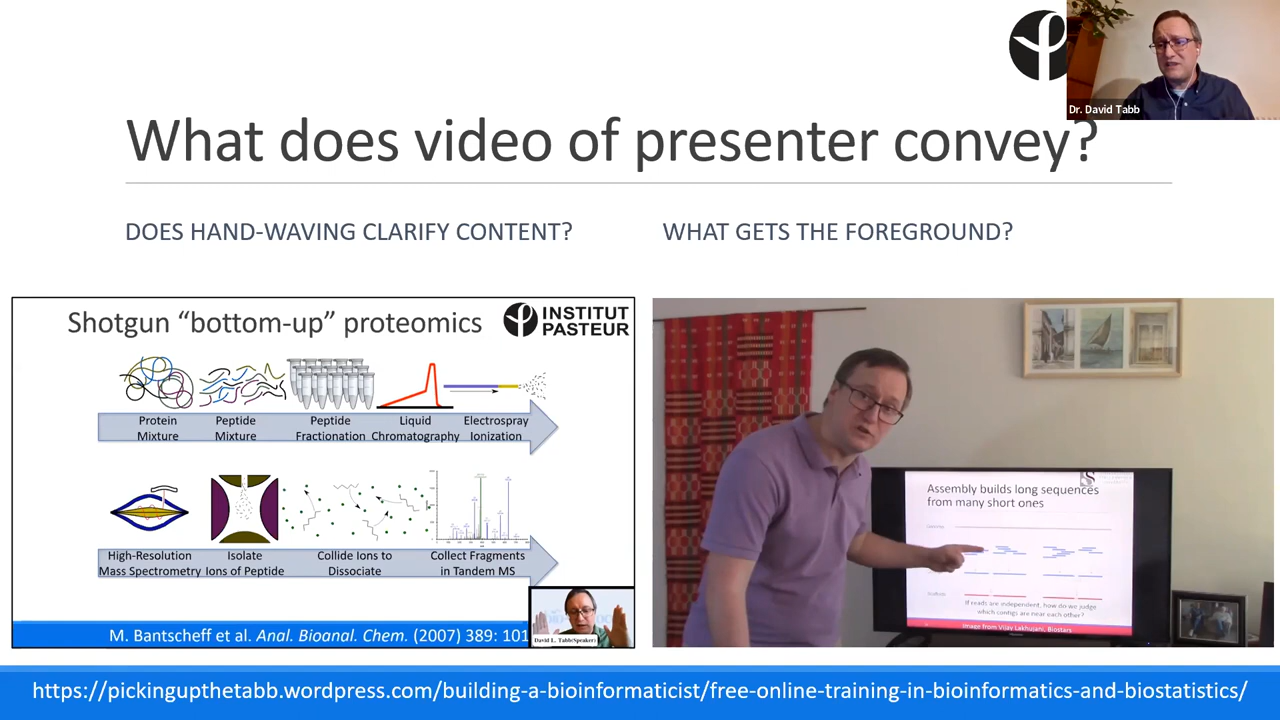 Dr. David Tabb
What does video of presenter convey?
DOES HAND-WAVING CLARIFY CONTENT?
WHAT GETS THE FOREGROUND?
Shotgun “bottom-up” proteomics
INSTITUT
PASTEUR
Protein
Mixture
Peptide
Mixture
Peptide
Fractionation
Liquid
Chromatography
Electrospray
Ionization
High-Resolution
Mass Spectrometry
Isolate
Ions of Peptide
Collide Ions to
Dissociate
Collect Fragments
in Tandem MS
David L. Tabb(Speaker)
M. Bantscheff et al. Anal. Bioanal. Chem. (2007) 389: 101
Assembly builds long sequences
from many short ones
If reads are independent, how do we judge
which contigs are near each other?
Image from Vijay Lakhujani, Biostars
https://pickingupthetabb.wordpress.com/building-a-bioinformaticist/free-online-training-in-bioinformatics-and-biostatistics/